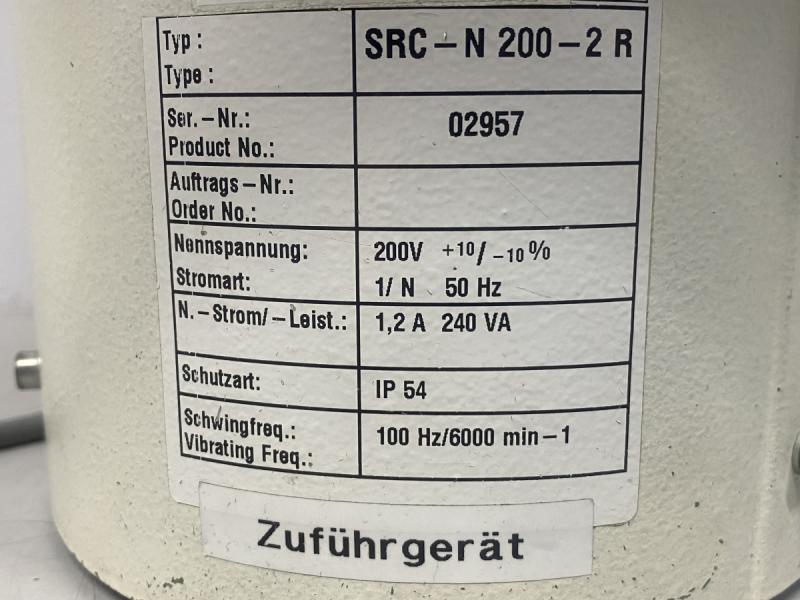 Typ :
Type :
SRC-N 200-2 R
Ser.-Nr.:
Product No.:
02957
Auftrags-Nr.:
Order No.:
Nennspannung:
200V +10/-10%
Stromart:
1/ N 50 Hz
N.-Strom/-Leist.:
1,2 A 240 VA
Schutzart:
IP 54
Schwingfreq.:
Vibrating Freq.:
100 Hz/6000 min-1
Zuführgerät